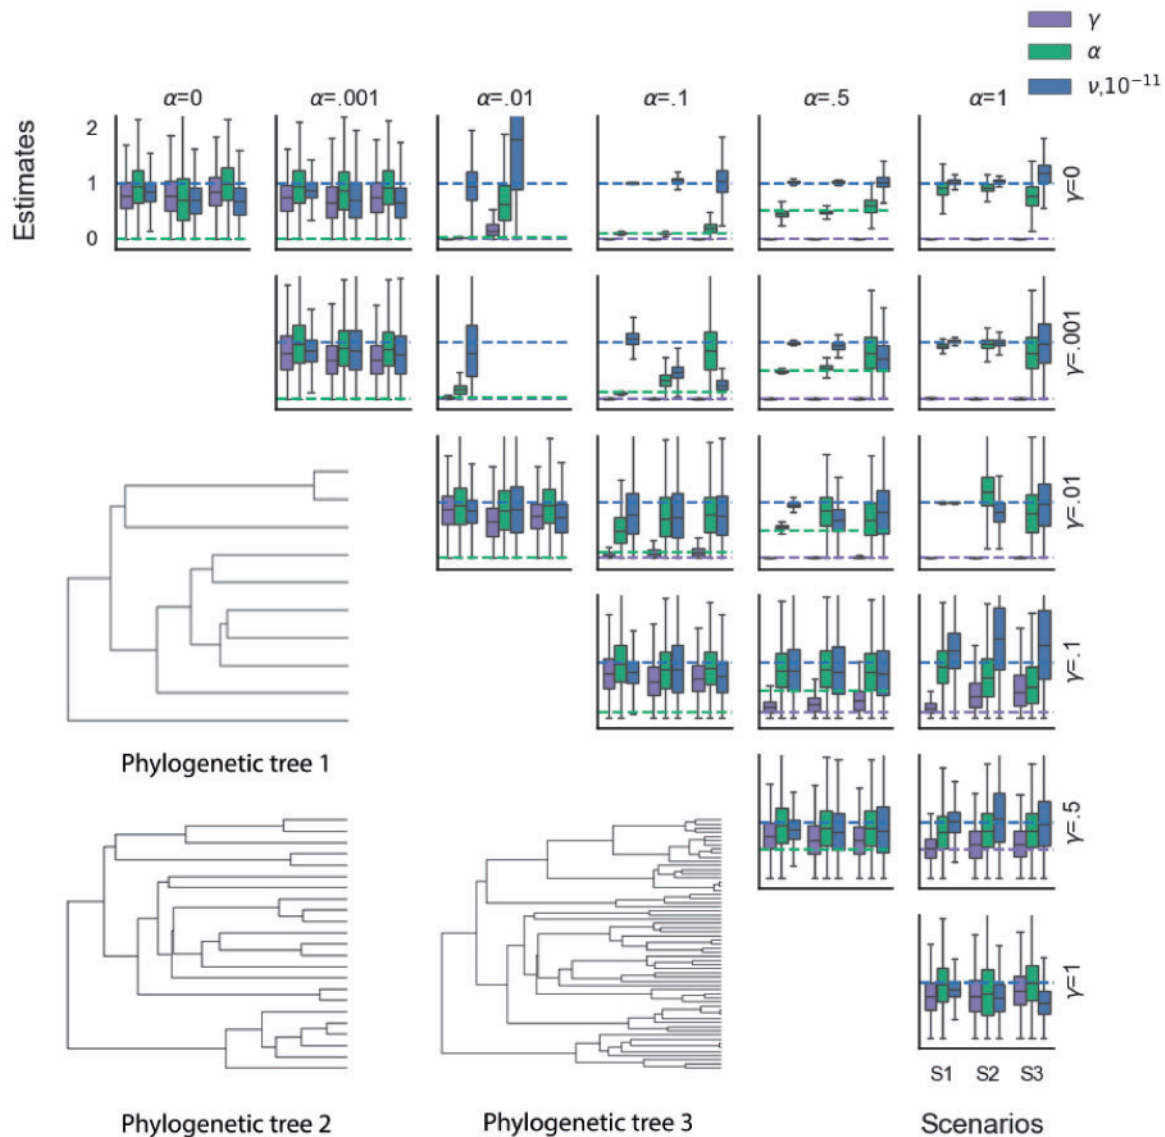 γ
α
ν,10⁻¹¹
α=0 α=.001 α=.01 α=.1 α=.5 α=1
Estimates
2
1
0
γ=0
γ=.001
γ=.01
γ=.1
γ=.5
γ=1
Phylogenetic tree 1
S1 S2 S3
Phylogenetic tree 2 Phylogenetic tree 3 Scenarios